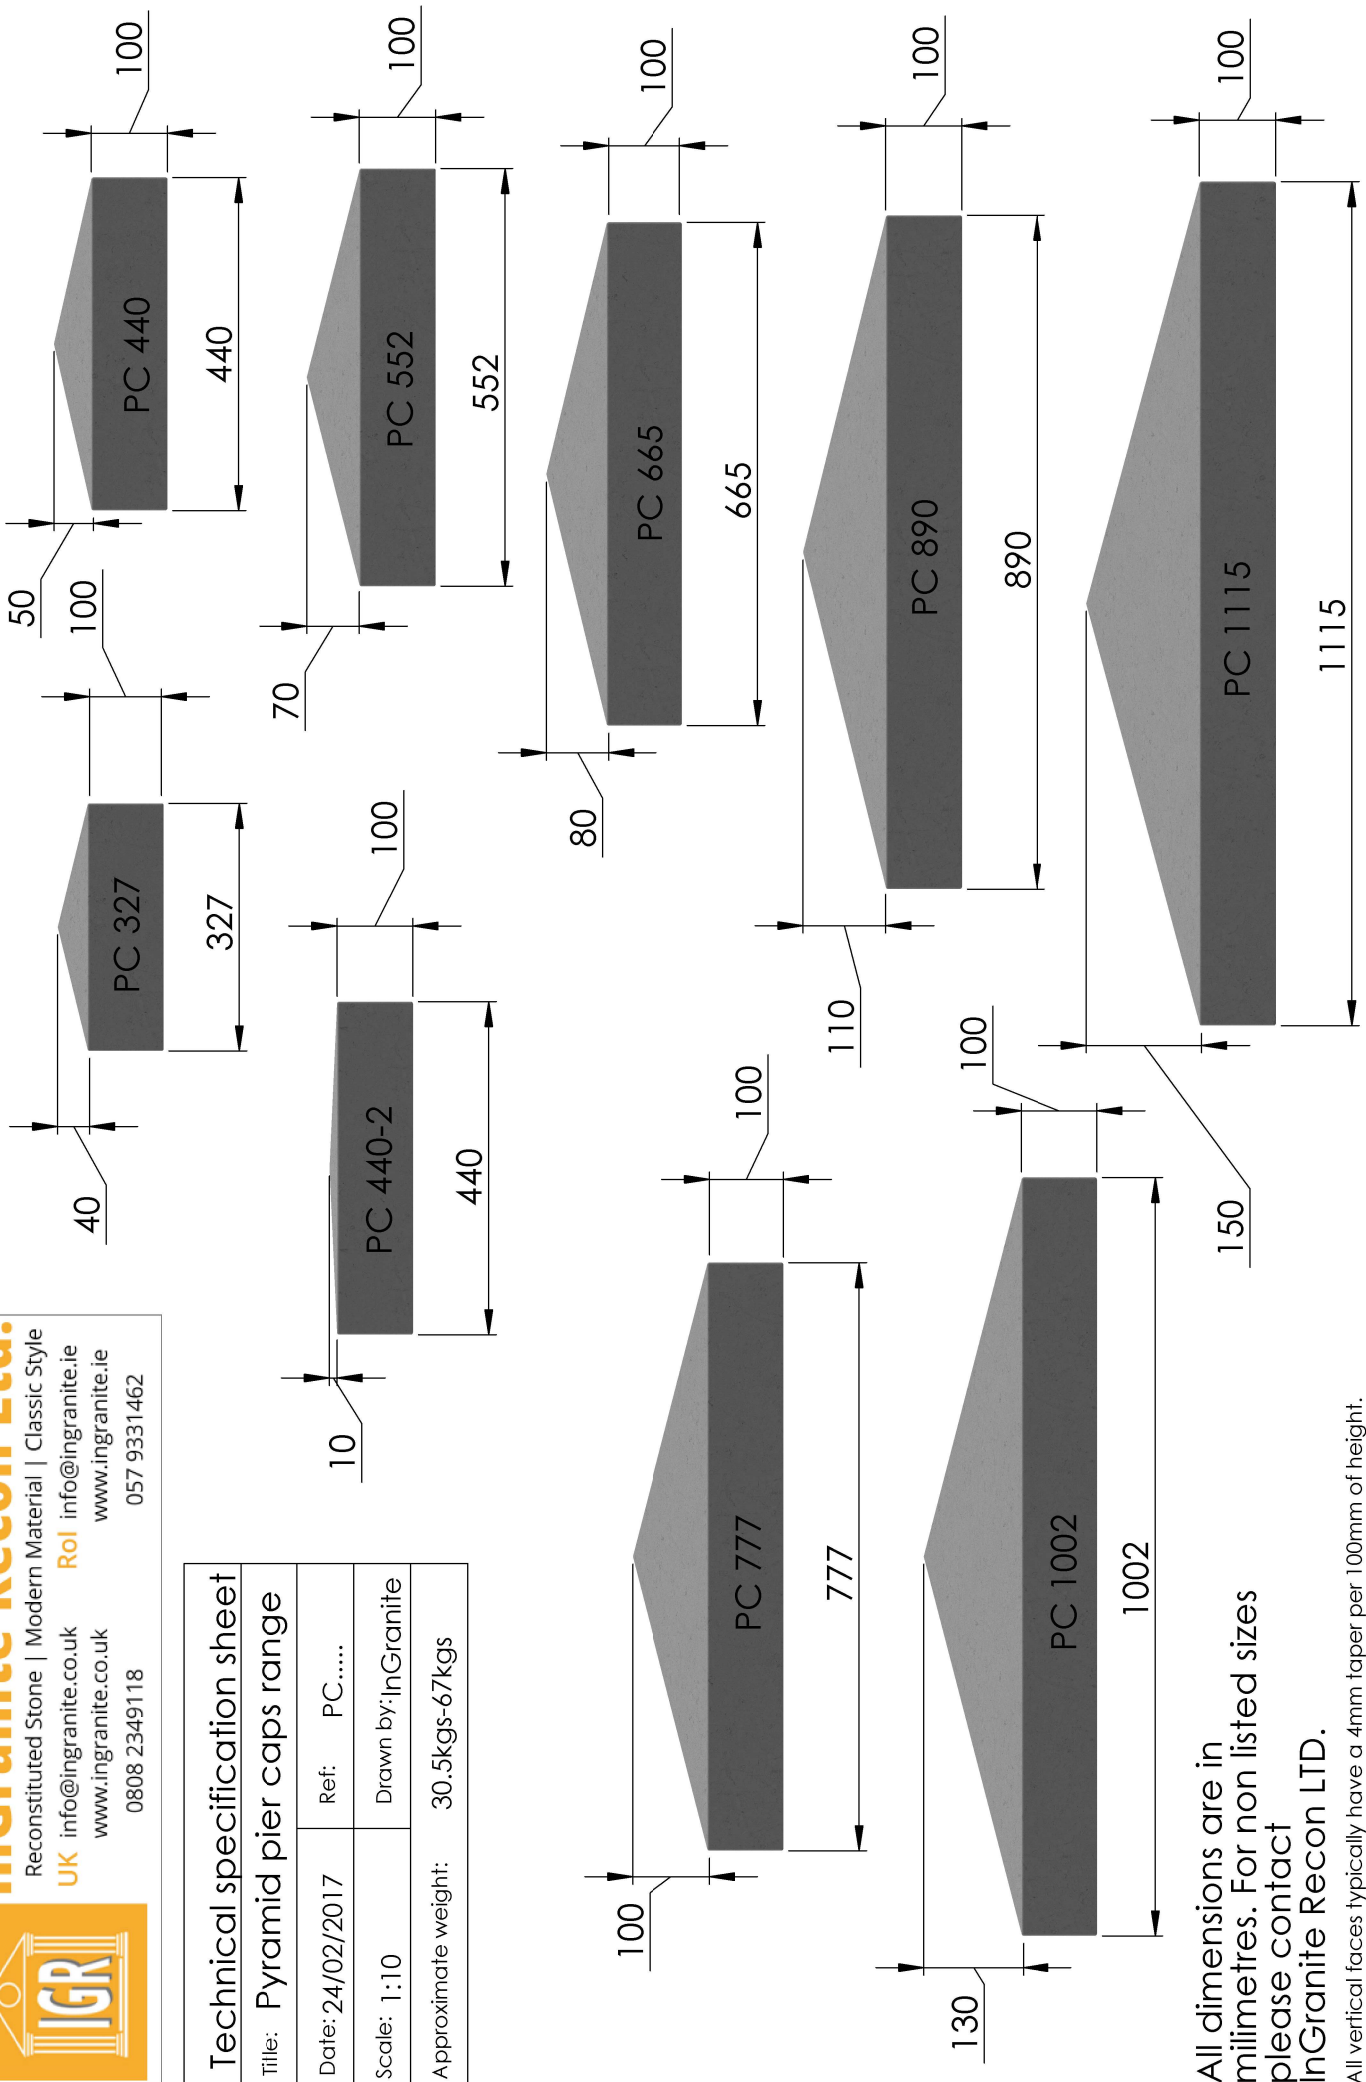 InGranite Recon Ltd.
Reconstituted Stone | Modern Material | Classic Style
UK info@ingranite.co.uk RoI info@ingranite.ie
www.ingranite.co.uk www.ingranite.ie
0808 2349118 057 9331462
IGR
Technical specification sheet
Tille: Pyramid pier caps range
Date: 24/02/2017 Ref: PC.....
Scale: 1:10 Drawn by: InGranite
Approximate weight: 30.5kgs-67kgs
40
PC 327
100
327
50
PC 440
100
440
10
PC 440-2
100
440
70
PC 552
100
552
80
PC 665
100
665
100
PC 777
100
777
110
PC 890
100
890
130
PC 1002
100
1002
150
PC 1115
100
1115
All dimensions are in
milimetres. For non listed sizes
please contact
InGranite Recon LTD.
All vertical faces typically have a 4mm taper per 100mm of height.